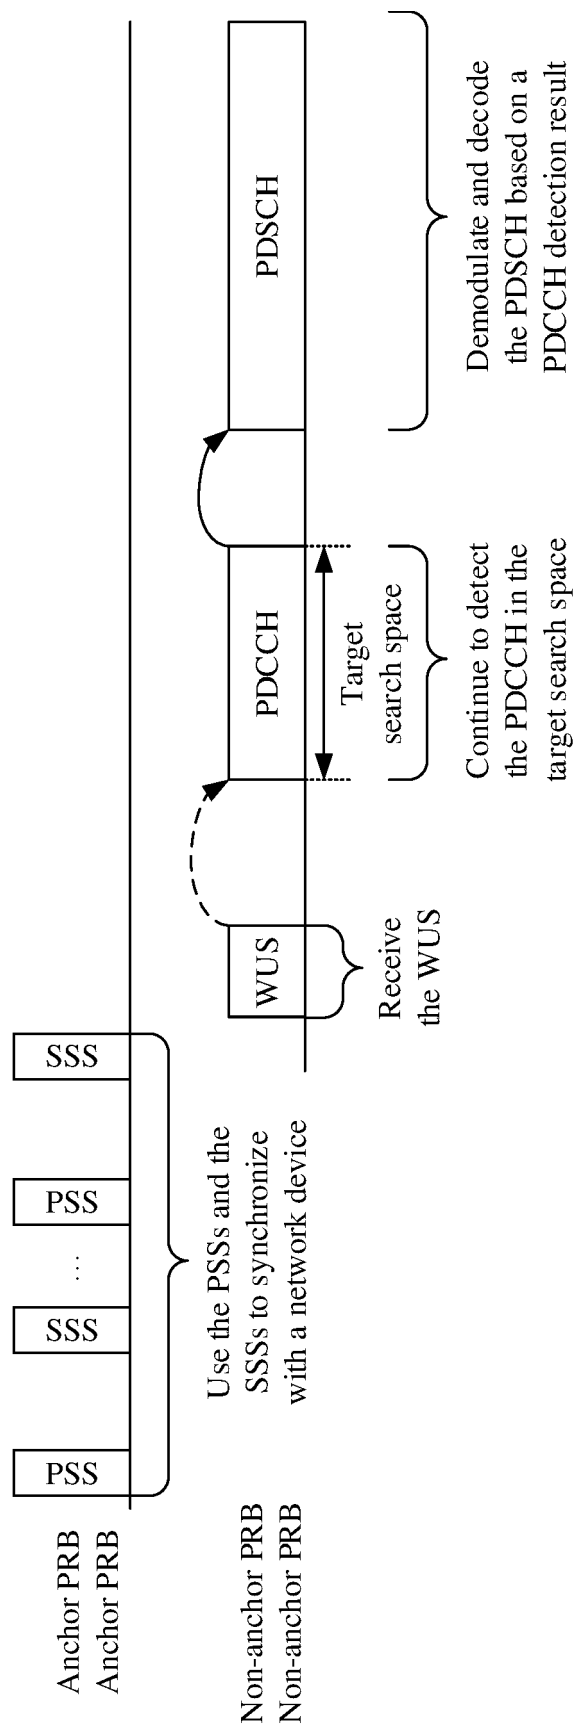 Anchor PRB
Anchor PRB
PSS
SSS
...
PSS
SSS
Use the PSSs and the
SSSs to synchronize
with a network device
Non-anchor PRB
Non-anchor PRB
WUS
Receive
the WUS
PDCCH
Target
search space
Continue to detect
the PDCCH in the
target search space
PDSCH
Demodulate and decode
the PDSCH based on a
PDCCH detection result